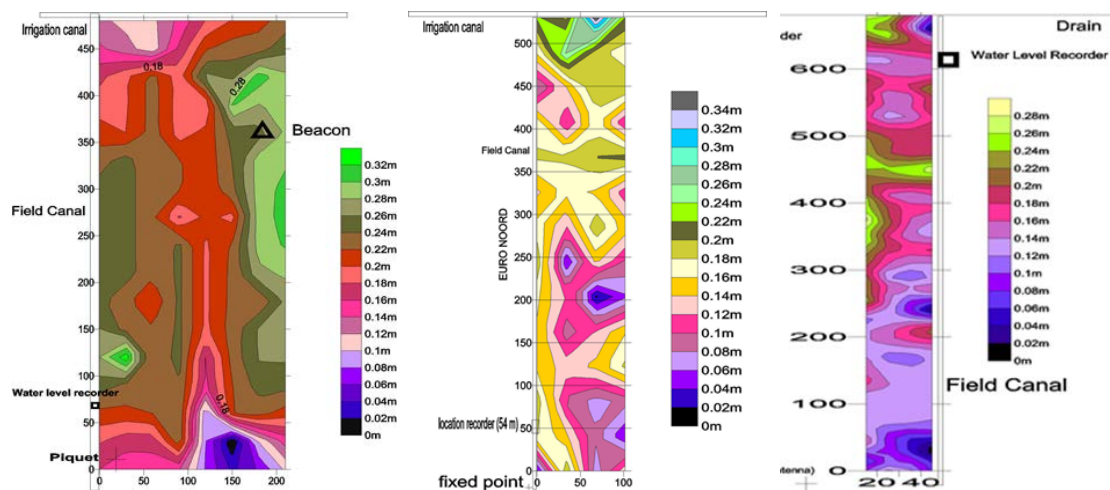 Irrigation canal
450
400
350
300
250
200
150
100
50
0
0 50 100 150 200
0.18
0.28
0.18
Beacon
Field Canal
Water level recorder
Piquet
0.32m
0.3m
0.28m
0.26m
0.24m
0.22m
0.2m
0.18m
0.16m
0.14m
0.12m
0.1m
0.08m
0.06m
0.04m
0.02m
0m
Irrigation canal
500
450
400
Field Canal
350
300
EURO NOORD
250
200
150
100
50
location recorder (54 m)
0
0 50 100
fixed point
0.34m
0.32m
0.3m
0.28m
0.26m
0.24m
0.22m
0.2m
0.18m
0.16m
0.14m
0.12m
0.1m
0.08m
0.06m
0.04m
0.02m
0m
Drain
Water Level Recorder
600
500
400
300
200
100
0
20 40
0.28m
0.26m
0.24m
0.22m
0.2m
0.18m
0.16m
0.14m
0.12m
0.1m
0.08m
0.06m
0.04m
0.02m
0m
Field Canal